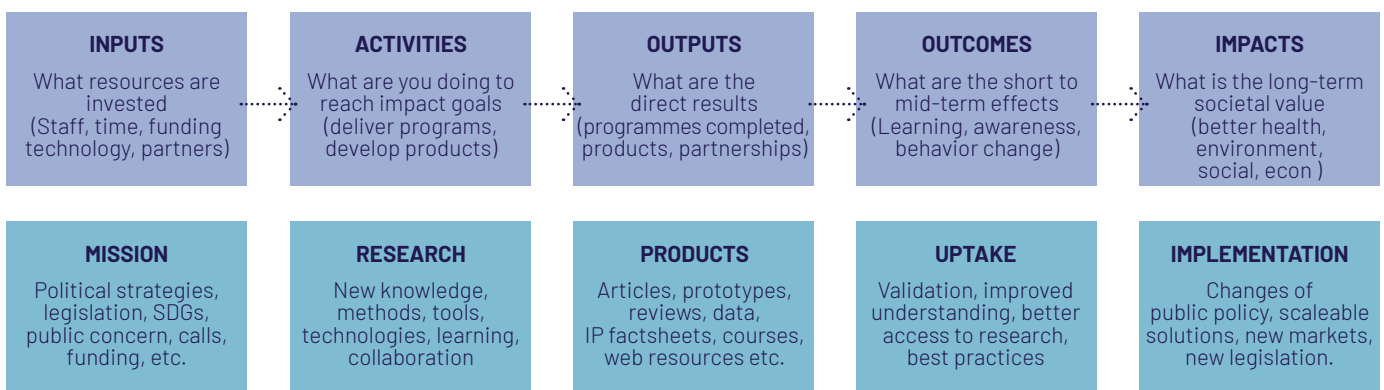 INPUTS
What resources are
invested
(Staff, time, funding
technology, partners)
ACTIVITIES
What are you doing to
reach impact goals
(deliver programs,
develop products)
OUTPUTS
What are the
direct results
(programmes completed,
products, partnerships)
OUTCOMES
What are the short to
mid-term effects
(Learning, awareness,
behavior change)
IMPACTS
What is the long-term
societal value
(better health,
environment,
social, econ )
MISSION
Political strategies,
legislation, SDGs,
public concern, calls,
funding, etc.
RESEARCH
New knowledge,
methods, tools,
technologies, learning,
collaboration
PRODUCTS
Articles, prototypes,
reviews, data,
IP factsheets, courses,
web resources etc.
UPTAKE
Validation, improved
understanding, better
access to research,
best practices
IMPLEMENTATION
Changes of
public policy, scaleable
solutions, new markets,
new legislation.